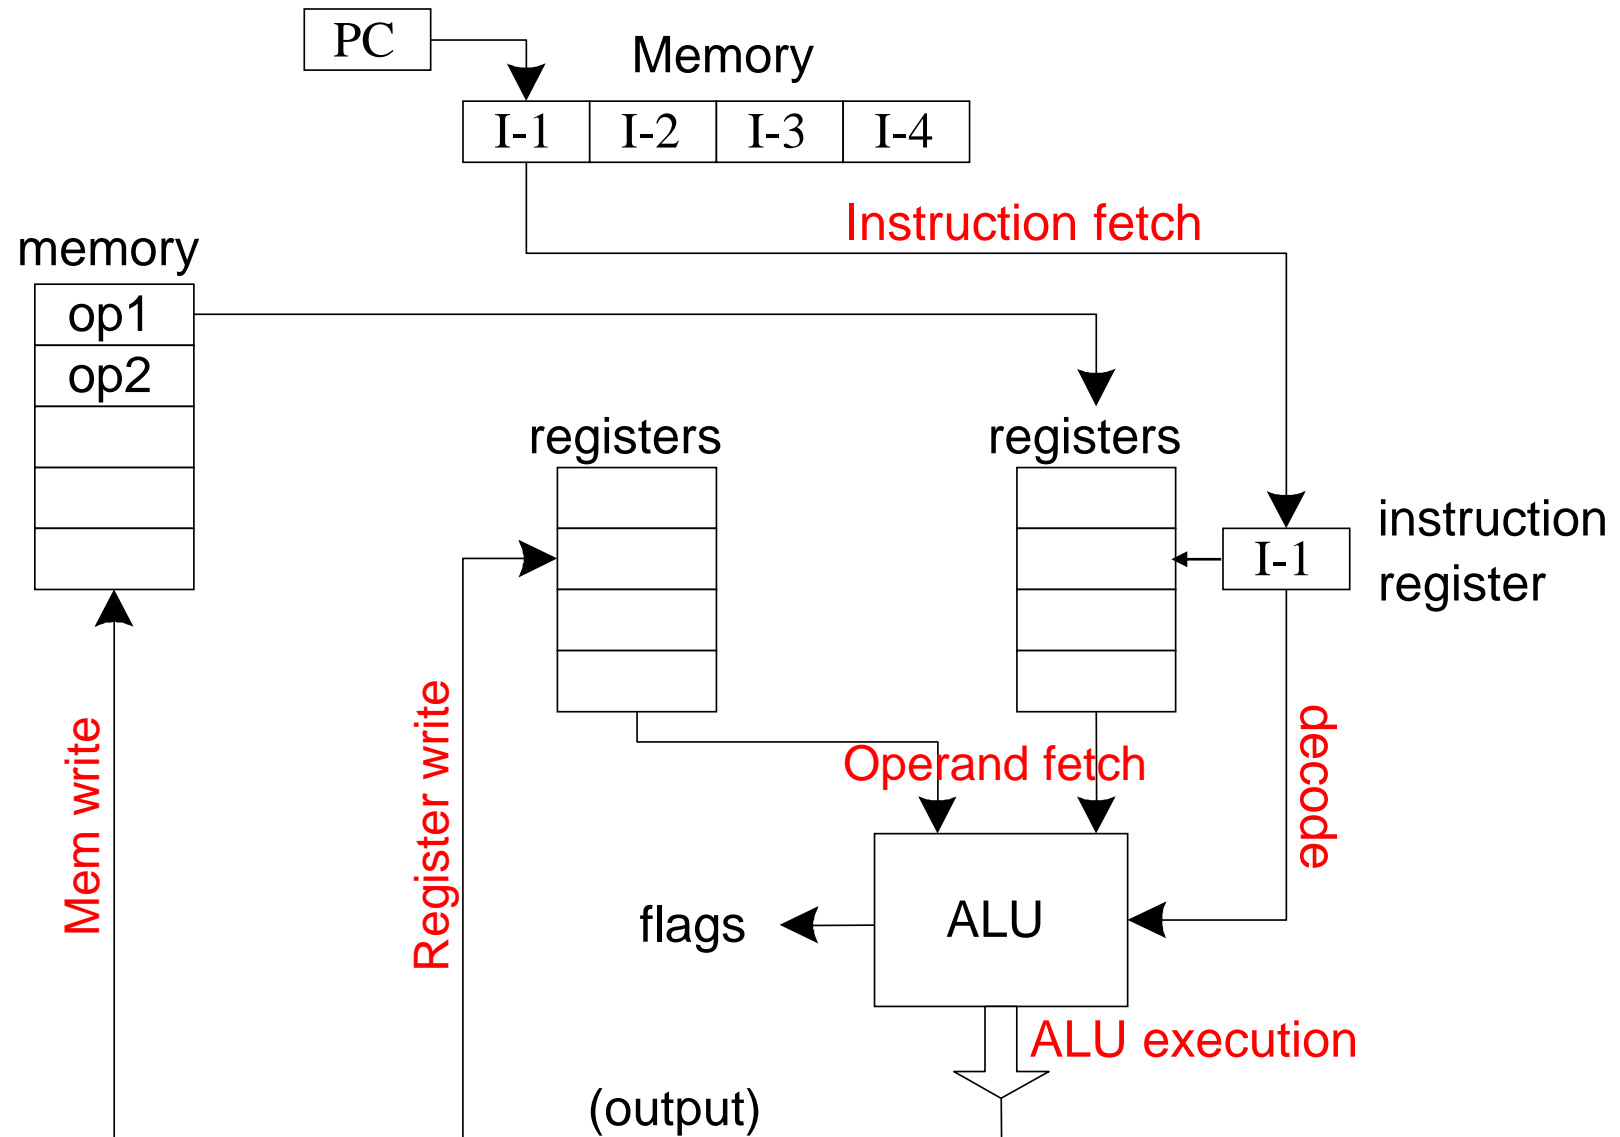 PC
Memory
I-1 I-2 I-3 I-4
Instruction fetch
memory
op1
op2
registers
registers
I-1
instruction
register
Mem write
Register write
Operand fetch
decode
flags
ALU
ALU execution
(output)